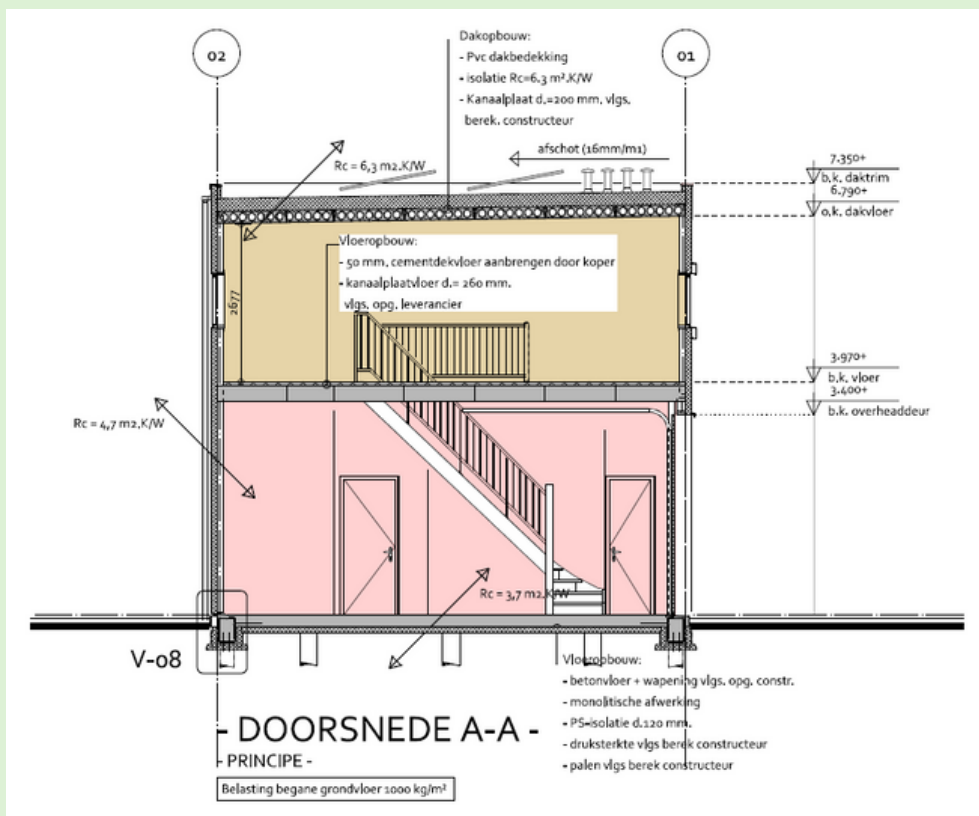 02
01
Dakopbouw:
- Pvc dakbedekking
- isolatie Rc=6.3 m².K/W
- Kanaalplaat d.=200 mm. vlgs.
berek. constructeur
afschot (16mm/m1)
Rc = 6,3 m2.K/W
7.350+
b.k. daktrim
6.790+
o.k. dakvloer
Vloeropbouw:
- 50 mm. cementdekvloer aanbrengen door koper
- kanaalplaatvloer d.= 260 mm.
vlgs. opg. leverancier
2677
3.970+
b.k. vloer
3.400+
b.k. overheaddeur
Rc = 4,7 m2.K/W
Rc = 3,7 m2.K/W
V-08
Vloeropbouw:
- betonvloer + wapening vlgs. opg. constr.
- monolitische afwerking
- PS-isolatie d.120 mm.
- druksterkte vlgs berek constructeur
- palen vlgs berek constructeur
- DOORSNEDE A-A -
- PRINCIPE -
Belasting begane grondvloer 1000 kg/m²